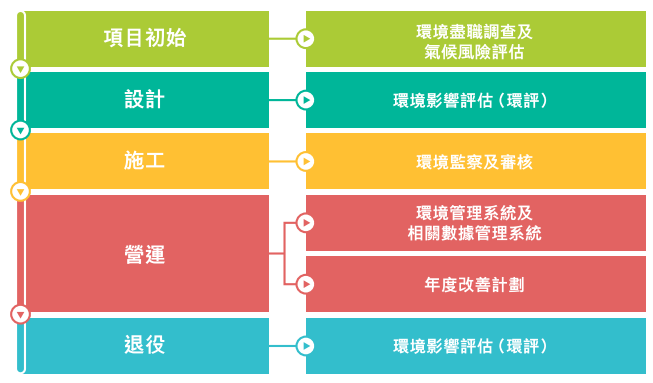 項目初始
環境盡職調查及
氣候風險評估
設計
環境影響評估（環評）
施工
環境監察及審核
營運
環境管理系統及
相關數據管理系統
年度改善計劃
退役
環境影響評估（環評）